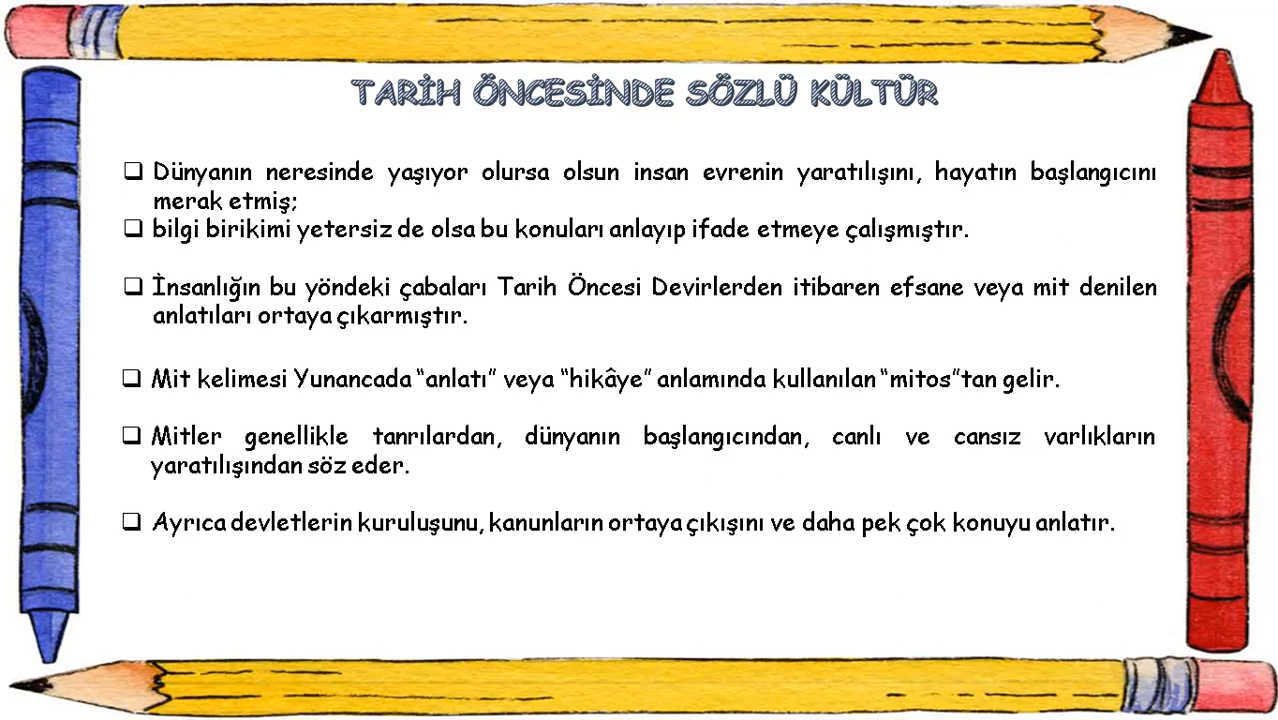 TARİH ÖNCESİNDE SÖZLÜ KÜLTÜR
❑ Dünyanın neresinde yaşıyor olursa olsun insan evrenin yaratılışını, hayatın başlangıcını
merak etmiş;
❑ bilgi birikimi yetersiz de olsa bu konuları anlayıp ifade etmeye çalışmıştır.
❑ İnsanlığın bu yöndeki çabaları Tarih Öncesi Devirlerden itibaren efsane veya mit denilen
anlatıları ortaya çıkarmıştır.
❑ Mit kelimesi Yunancada “anlatı” veya “hikâye” anlamında kullanılan “mitos”tan gelir.
❑ Mitler genellikle tanrılardan, dünyanın başlangıcından, canlı ve cansız varlıkların
yaratılışından söz eder.
❑ Ayrıca devletlerin kuruluşunu, kanunların ortaya çıkışını ve daha pek çok konuyu anlatır.